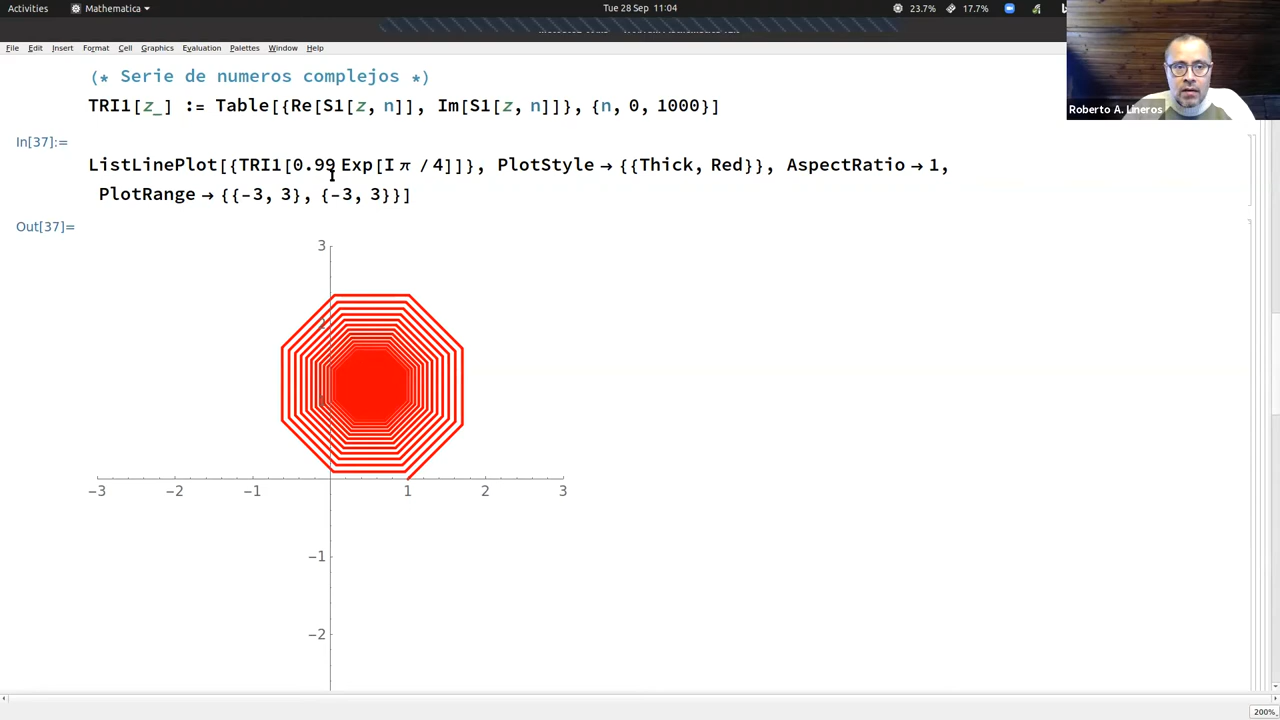 Activities Mathematica Tue 28 Sep 11:04 23.7% 17.7%
File Edit Insert Format Cell Graphics Evaluation Palettes Window Help
Roberto A. Lineros
(* Serie de numeros complejos *)
TRI1[z_] := Table[{Re[S1[z, n]], Im[S1[z, n]]}, {n, 0, 1000}]
In[37]:=
ListLinePlot[{TRI1[0.99 Exp[I π / 4]]}, PlotStyle → {{Thick, Red}}, AspectRatio → 1,
PlotRange → {{-3, 3}, {-3, 3}}]
Out[37]=
3
2
1
-3 -2 -1 1 2 3
-1
-2
200%